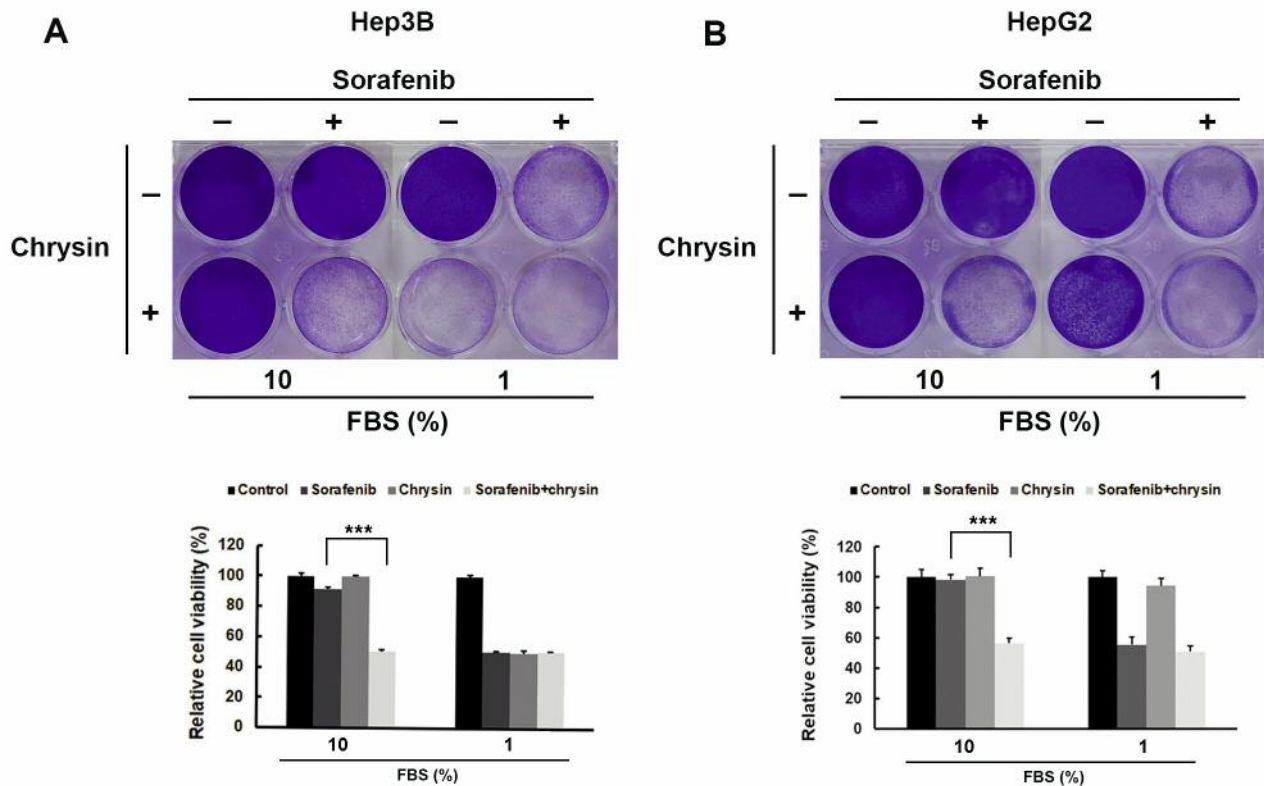 A
Hep3B
Sorafenib
– + – +
Chrysin
–
+
10 1
FBS (%)
Control Sorafenib Chrysin Sorafenib+chrysin
***
Relative cell viability (%)
120
100
80
60
40
20
0
10 1
FBS (%)
B
HepG2
Sorafenib
– + – +
Chrysin
–
+
10 1
FBS (%)
Control Sorafenib Chrysin Sorafenib+chrysin
***
Relative cell viability (%)
120
100
80
60
40
20
0
10 1
FBS (%)